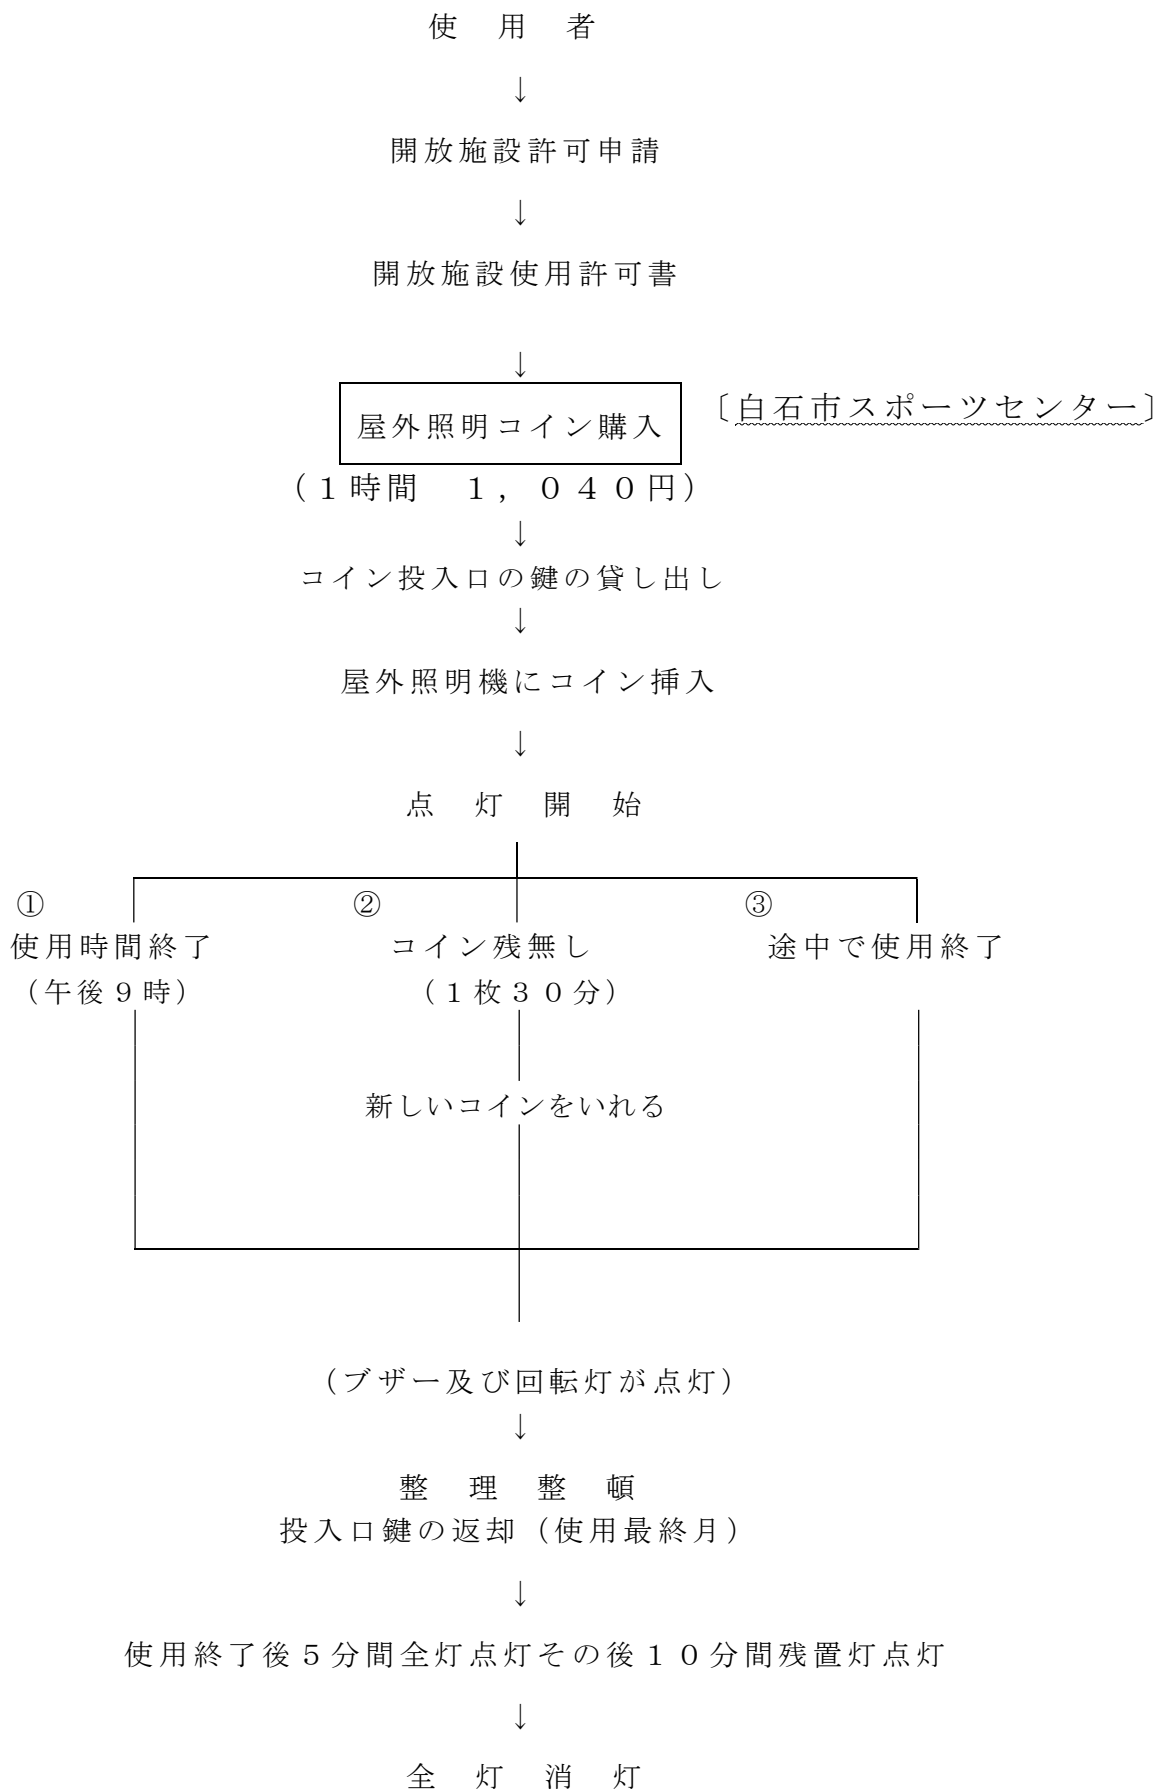 使　用　者
↓
開放施設許可申請
↓
開放施設使用許可書
↓
屋外照明コイン購入　〔白石市スポーツセンター〕
（１時間　１，０４０円）
↓
コイン投入口の鍵の貸し出し
↓
屋外照明機にコイン挿入
↓
点　灯　開　始
①　②　③
使用時間終了　コイン残無し　途中で使用終了
（午後９時）　（１枚３０分）
新しいコインをいれる
（ブザー及び回転灯が点灯）
↓
整　理　整　頓
投入口鍵の返却（使用最終月）
↓
使用終了後５分間全灯点灯その後１０分間残置灯点灯
↓
全　灯　消　灯